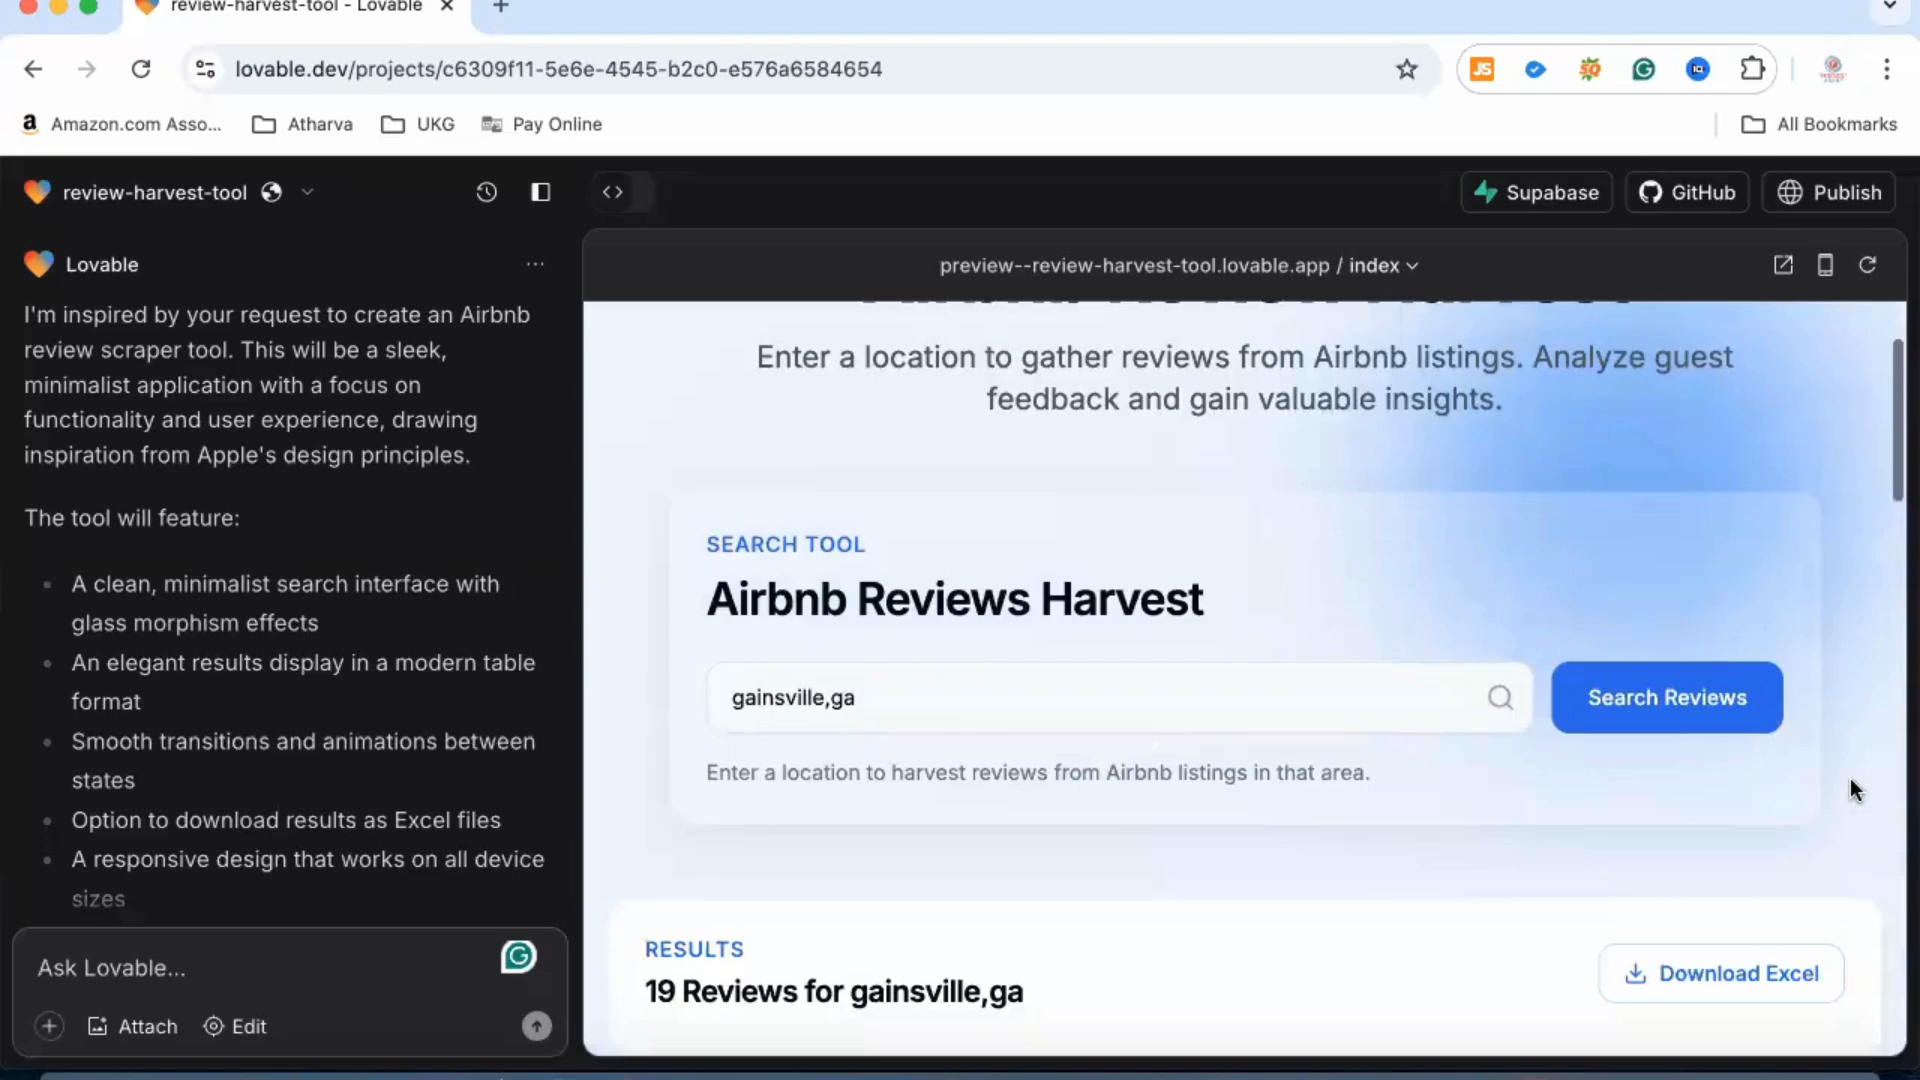 review-harvest-tool - Lovable
lovable.dev/projects/c6309f11-5e6e-4545-b2c0-e576a6584654
Amazon.com Asso...
Atharva
UKG
Pay Online
All Bookmarks
review-harvest-tool
Supabase
GitHub
Publish
Lovable
I'm inspired by your request to create an Airbnb
review scraper tool. This will be a sleek,
minimalist application with a focus on
functionality and user experience, drawing
inspiration from Apple's design principles.
The tool will feature:
A clean, minimalist search interface with
glass morphism effects
An elegant results display in a modern table
format
Smooth transitions and animations between
states
Option to download results as Excel files
A responsive design that works on all device
sizes
Ask Lovable...
Attach
Edit
preview--review-harvest-tool.lovable.app / index
Enter a location to gather reviews from Airbnb listings. Analyze guest
feedback and gain valuable insights.
SEARCH TOOL
Airbnb Reviews Harvest
gainsville,ga
Search Reviews
Enter a location to harvest reviews from Airbnb listings in that area.
RESULTS
19 Reviews for gainsville,ga
Download Excel